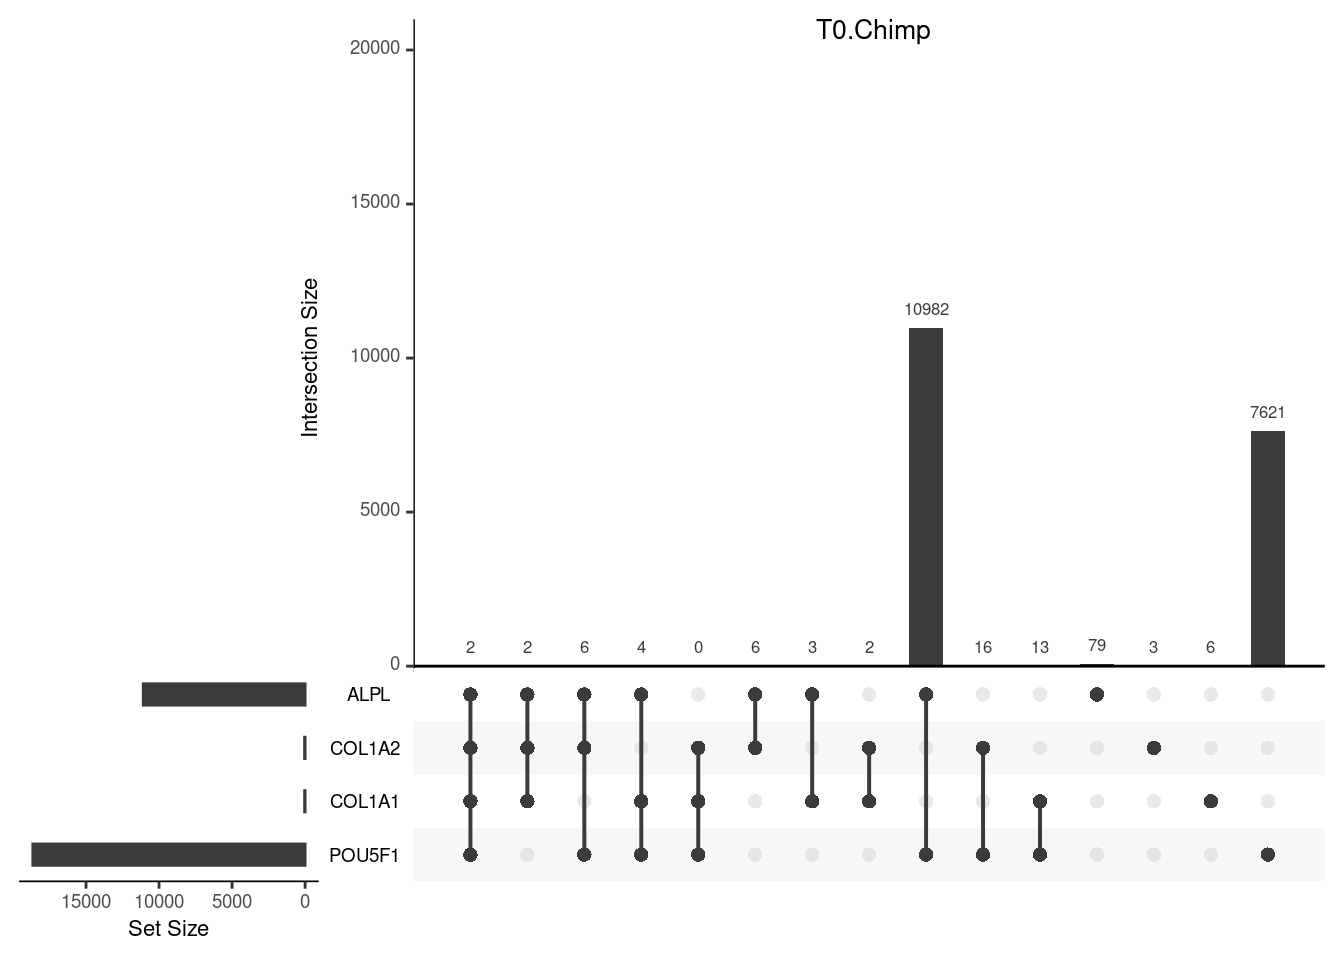 T0.Chimp
20000
15000
10000
5000
0
Intersection Size
10982
7621
2 2 6 4 0 6 3 2 16 13 79 3 6
ALPL
COL1A2
COL1A1
POU5F1
15000 10000 5000 0
Set Size